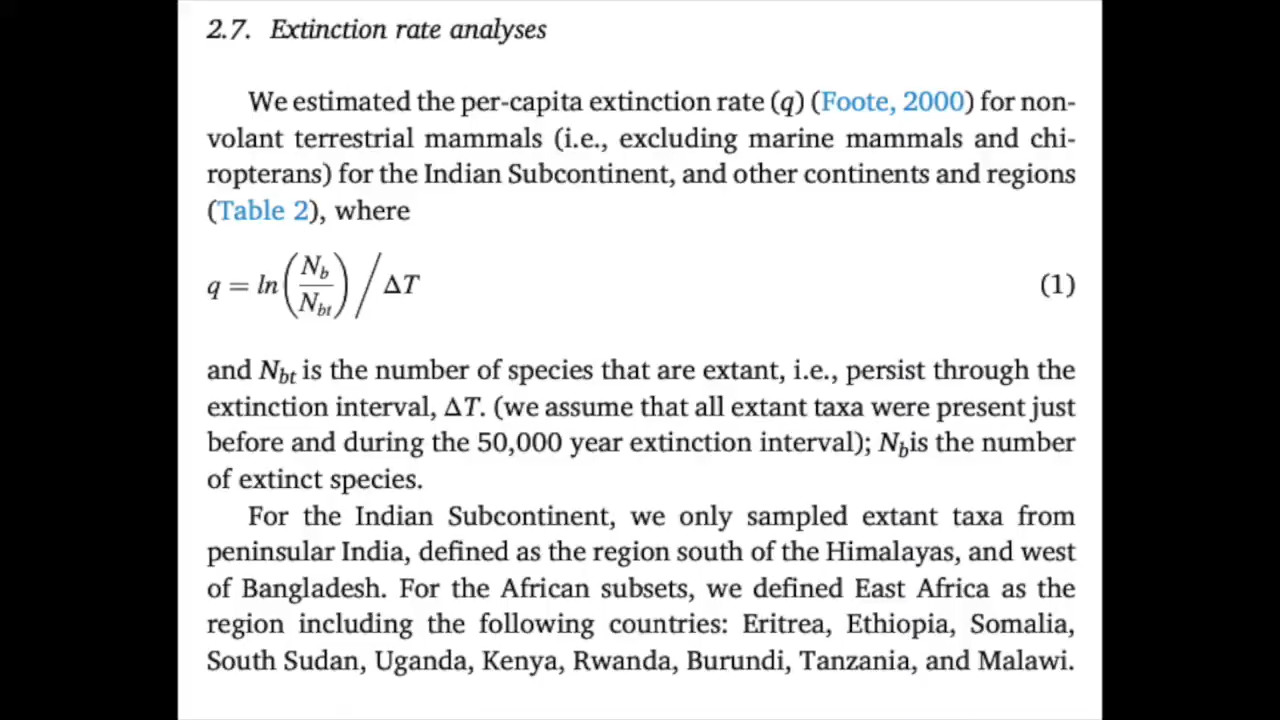 2.7. Extinction rate analyses
We estimated the per-capita extinction rate (q) (Foote, 2000) for non-
volant terrestrial mammals (i.e., excluding marine mammals and chi-
ropterans) for the Indian Subcontinent, and other continents and regions
(Table 2), where
q = ln(N_b/N_bt)/ΔT (1)
and N_bt is the number of species that are extant, i.e., persist through the
extinction interval, ΔT. (we assume that all extant taxa were present just
before and during the 50,000 year extinction interval); N_bis the number
of extinct species.
For the Indian Subcontinent, we only sampled extant taxa from
peninsular India, defined as the region south of the Himalayas, and west
of Bangladesh. For the African subsets, we defined East Africa as the
region including the following countries: Eritrea, Ethiopia, Somalia,
South Sudan, Uganda, Kenya, Rwanda, Burundi, Tanzania, and Malawi.